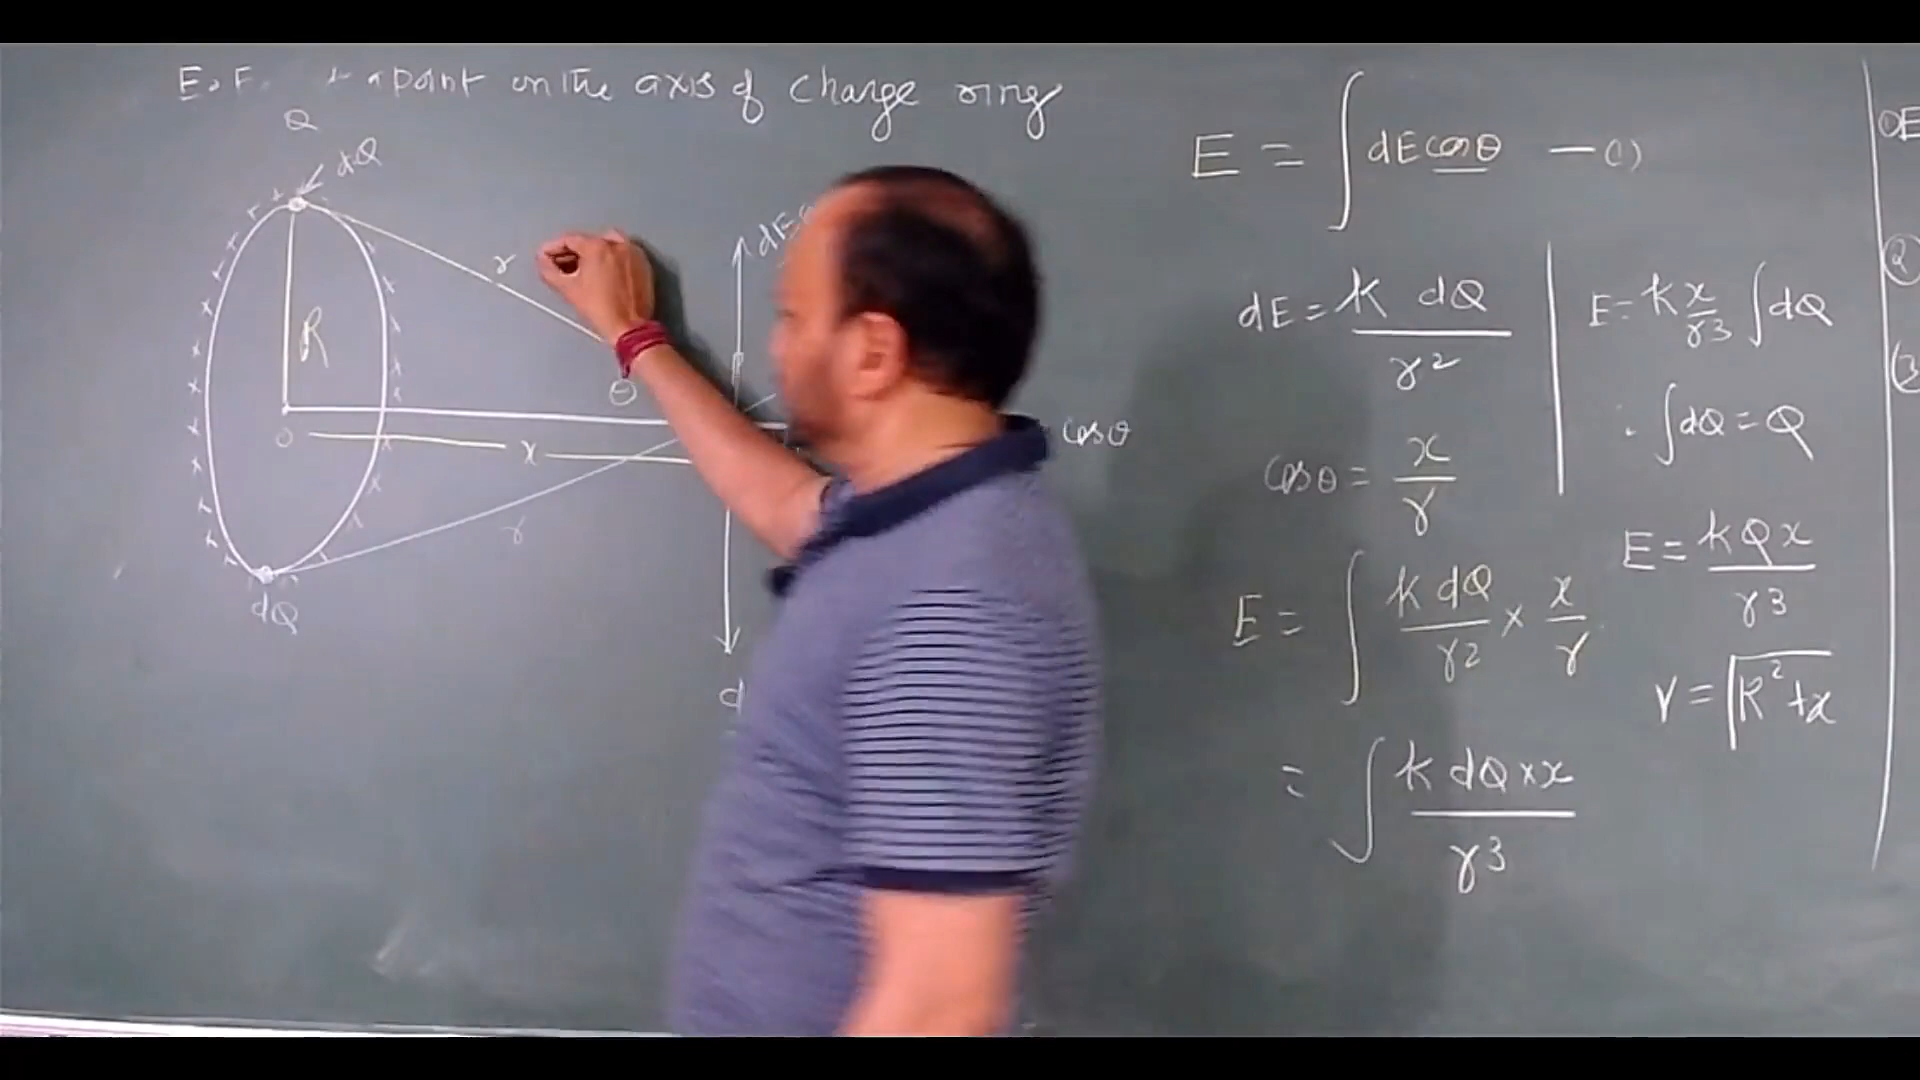 E.F. a point on the axis of charge ring
Q
dQ
r
R
θ
O
x
r
dQ
dE
cosθ
E = ∫ dE cosθ — (1)
dE = k dQ / r2
cosθ = x / r
E = ∫ k dQ / r2 × x / r
= ∫ k dQ × x / r3
E = k x / r3 ∫ dQ
∴ ∫ dQ = Q
E = k Q x / r3
r = √R2 + x